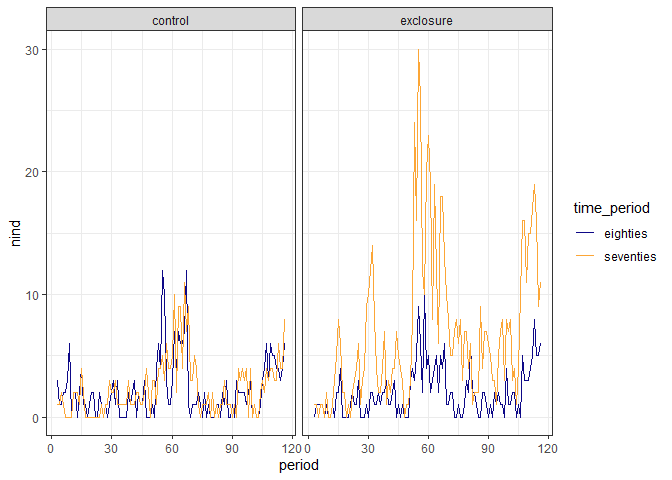 control
exclosure
nind
30
20
10
0
0
30
60
90
120
0
30
60
90
120
period
time_period
eighties
seventies